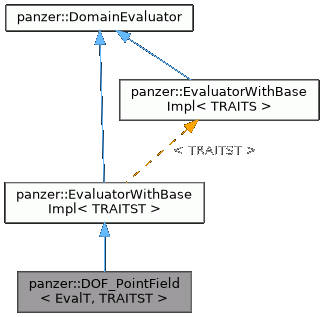 panzer::DomainEvaluator
panzer::EvaluatorWithBase
Impl< TRAITS >
< TRAITST >
panzer::EvaluatorWithBase
Impl< TRAITST >
panzer::DOF_PointField
< EvalT, TRAITST >